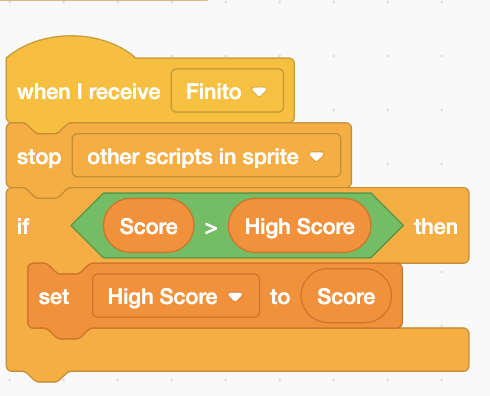 when I receive Finito
stop other scripts in sprite
if Score > High Score then
set High Score to Score